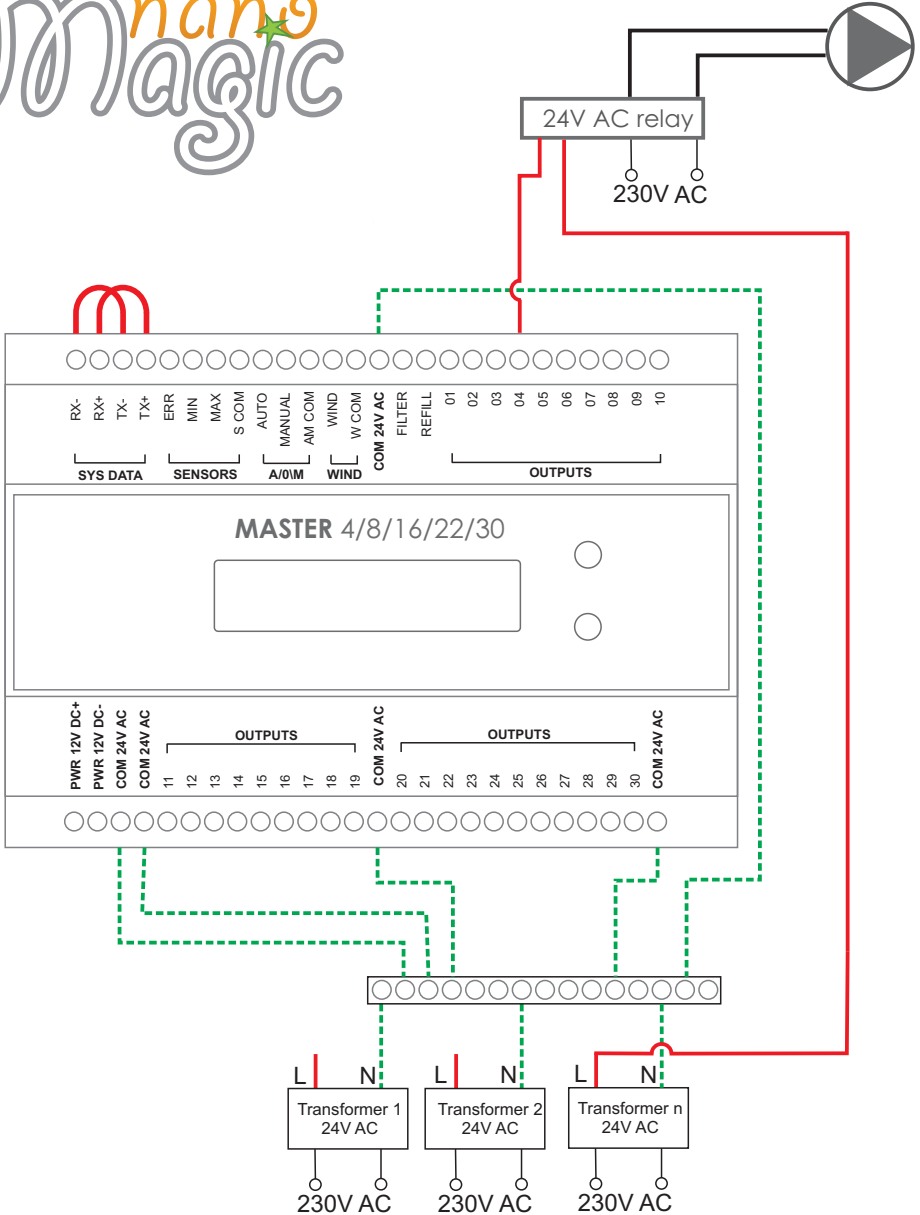 nano
Magic
24V AC relay
230V AC
RX-
RX+
TX-
TX+
ERR
MIN
MAX
S COM
AUTO
MANUAL
AM COM
WIND
W COM
COM 24V AC
FILTER
REFILL
01
02
03
04
05
06
07
08
09
10
SYS DATA
SENSORS
A/0\M
WIND
OUTPUTS
MASTER 4/8/16/22/30
PWR 12V DC+
PWR 12V DC-
COM 24V AC
COM 24V AC
OUTPUTS
11
12
13
14
15
16
17
18
19
COM 24V AC
OUTPUTS
20
21
22
23
24
25
26
27
28
29
30
COM 24V AC
L N
Transformer 1
24V AC
230V AC
L N
Transformer 2
24V AC
230V AC
L N
Transformer n
24V AC
230V AC